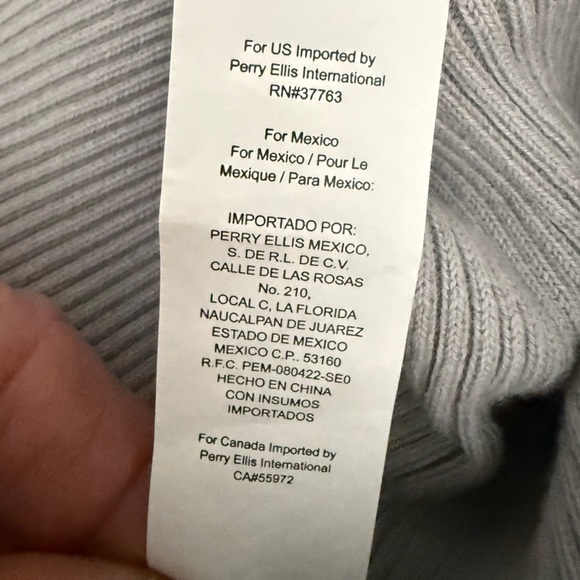 For US Imported by
Perry Ellis International
RN#37763
For Mexico
For Mexico / Pour Le
Mexique / Para Mexico:
IMPORTADO POR:
PERRY ELLIS MEXICO,
S. DE R.L. DE C.V.
CALLE DE LAS ROSAS
No. 210,
LOCAL C, LA FLORIDA
NAUCALPAN DE JUAREZ
ESTADO DE MEXICO
MEXICO C.P.. 53160
R.F.C. PEM-080422-SE0
HECHO EN CHINA
CON INSUMOS
IMPORTADOS
For Canada Imported by
Perry Ellis International
CA#55972